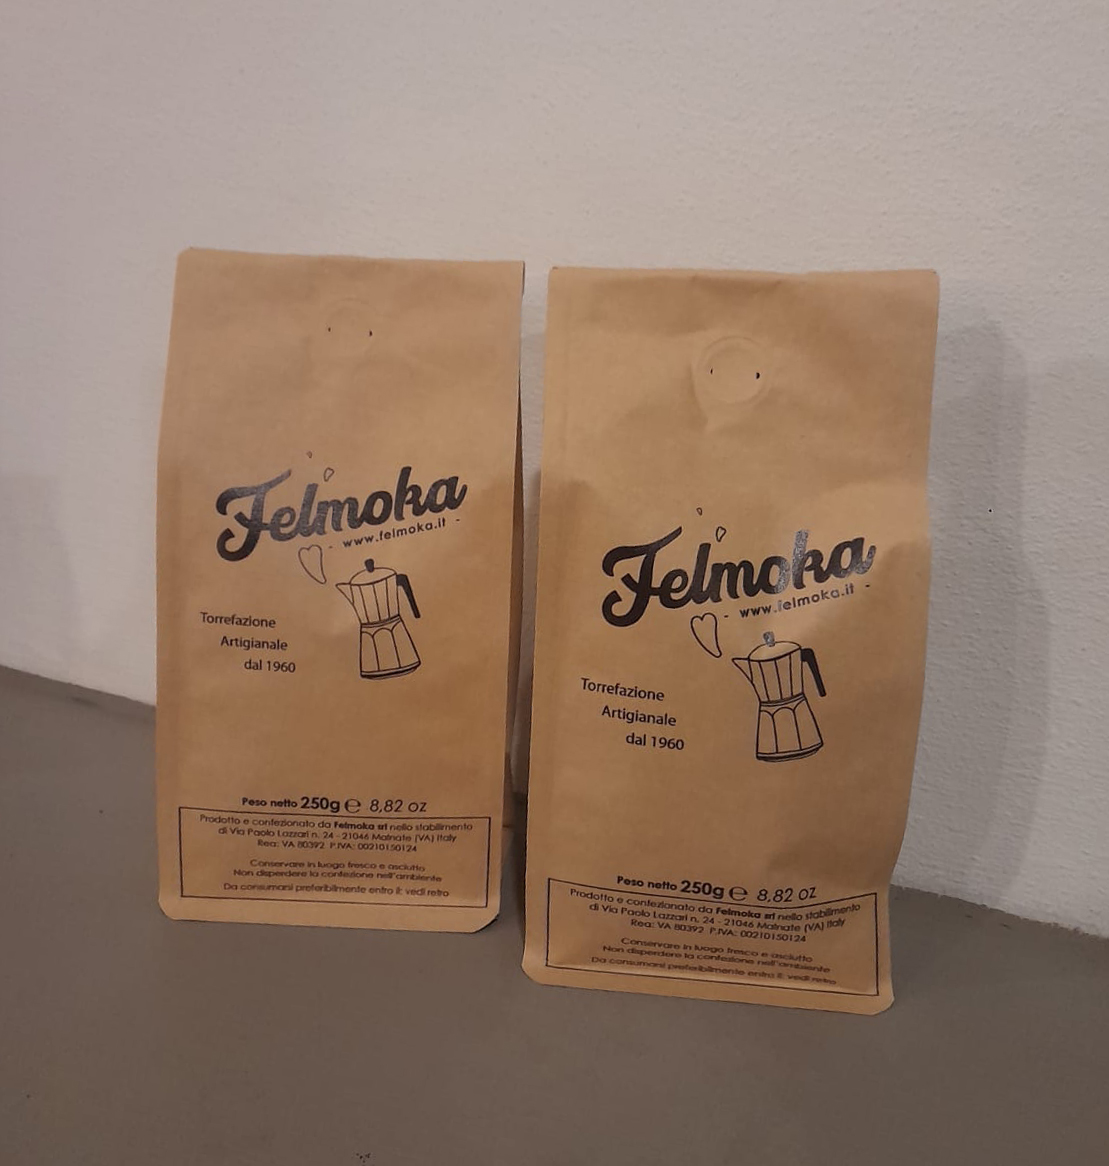 Felmoka
- www.felmoka.it -
Torrefazione
Artigianale
dal 1960
Peso netto 250g ℮ 8,82 oz
Prodotto e confezionato da Felmoka srl nello stabilimento
di Via Paolo Lazzari n. 24 - 21046 Malnate (VA) Italy
Rea: VA 80392 P.IVA: 00210150124
Conservare in luogo fresco e asciutto
Non disperdere la confezione nell'ambiente
Da consumarsi preferibilmente entro il: vedi retro
Felmoka
- www.felmoka.it -
Torrefazione
Artigianale
dal 1960
Peso netto 250g ℮ 8,82 oz
Prodotto e confezionato da Felmoka srl nello stabilimento
di Via Paolo Lazzari n. 24 - 21046 Malnate (VA) Italy
Rea: VA 80392 P.IVA: 00210150124
Conservare in luogo fresco e asciutto
Non disperdere la confezione nell'ambiente
Da consumarsi preferibilmente entro il: vedi retro